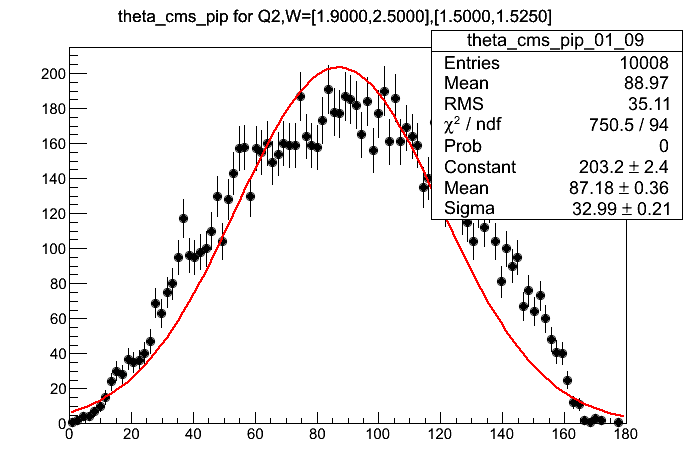 theta_cms_pip for Q2,W=[1.9000,2.5000],[1.5000,1.5250]
theta_cms_pip_01_09
Entries 10008
Mean 88.97
RMS 35.11
χ² / ndf 750.5 / 94
Prob 0
Constant 203.2 ± 2.4
Mean 87.18 ± 0.36
Sigma 32.99 ± 0.21
200
180
160
140
120
100
80
60
40
20
0
0 20 40 60 80 100 120 140 160 180